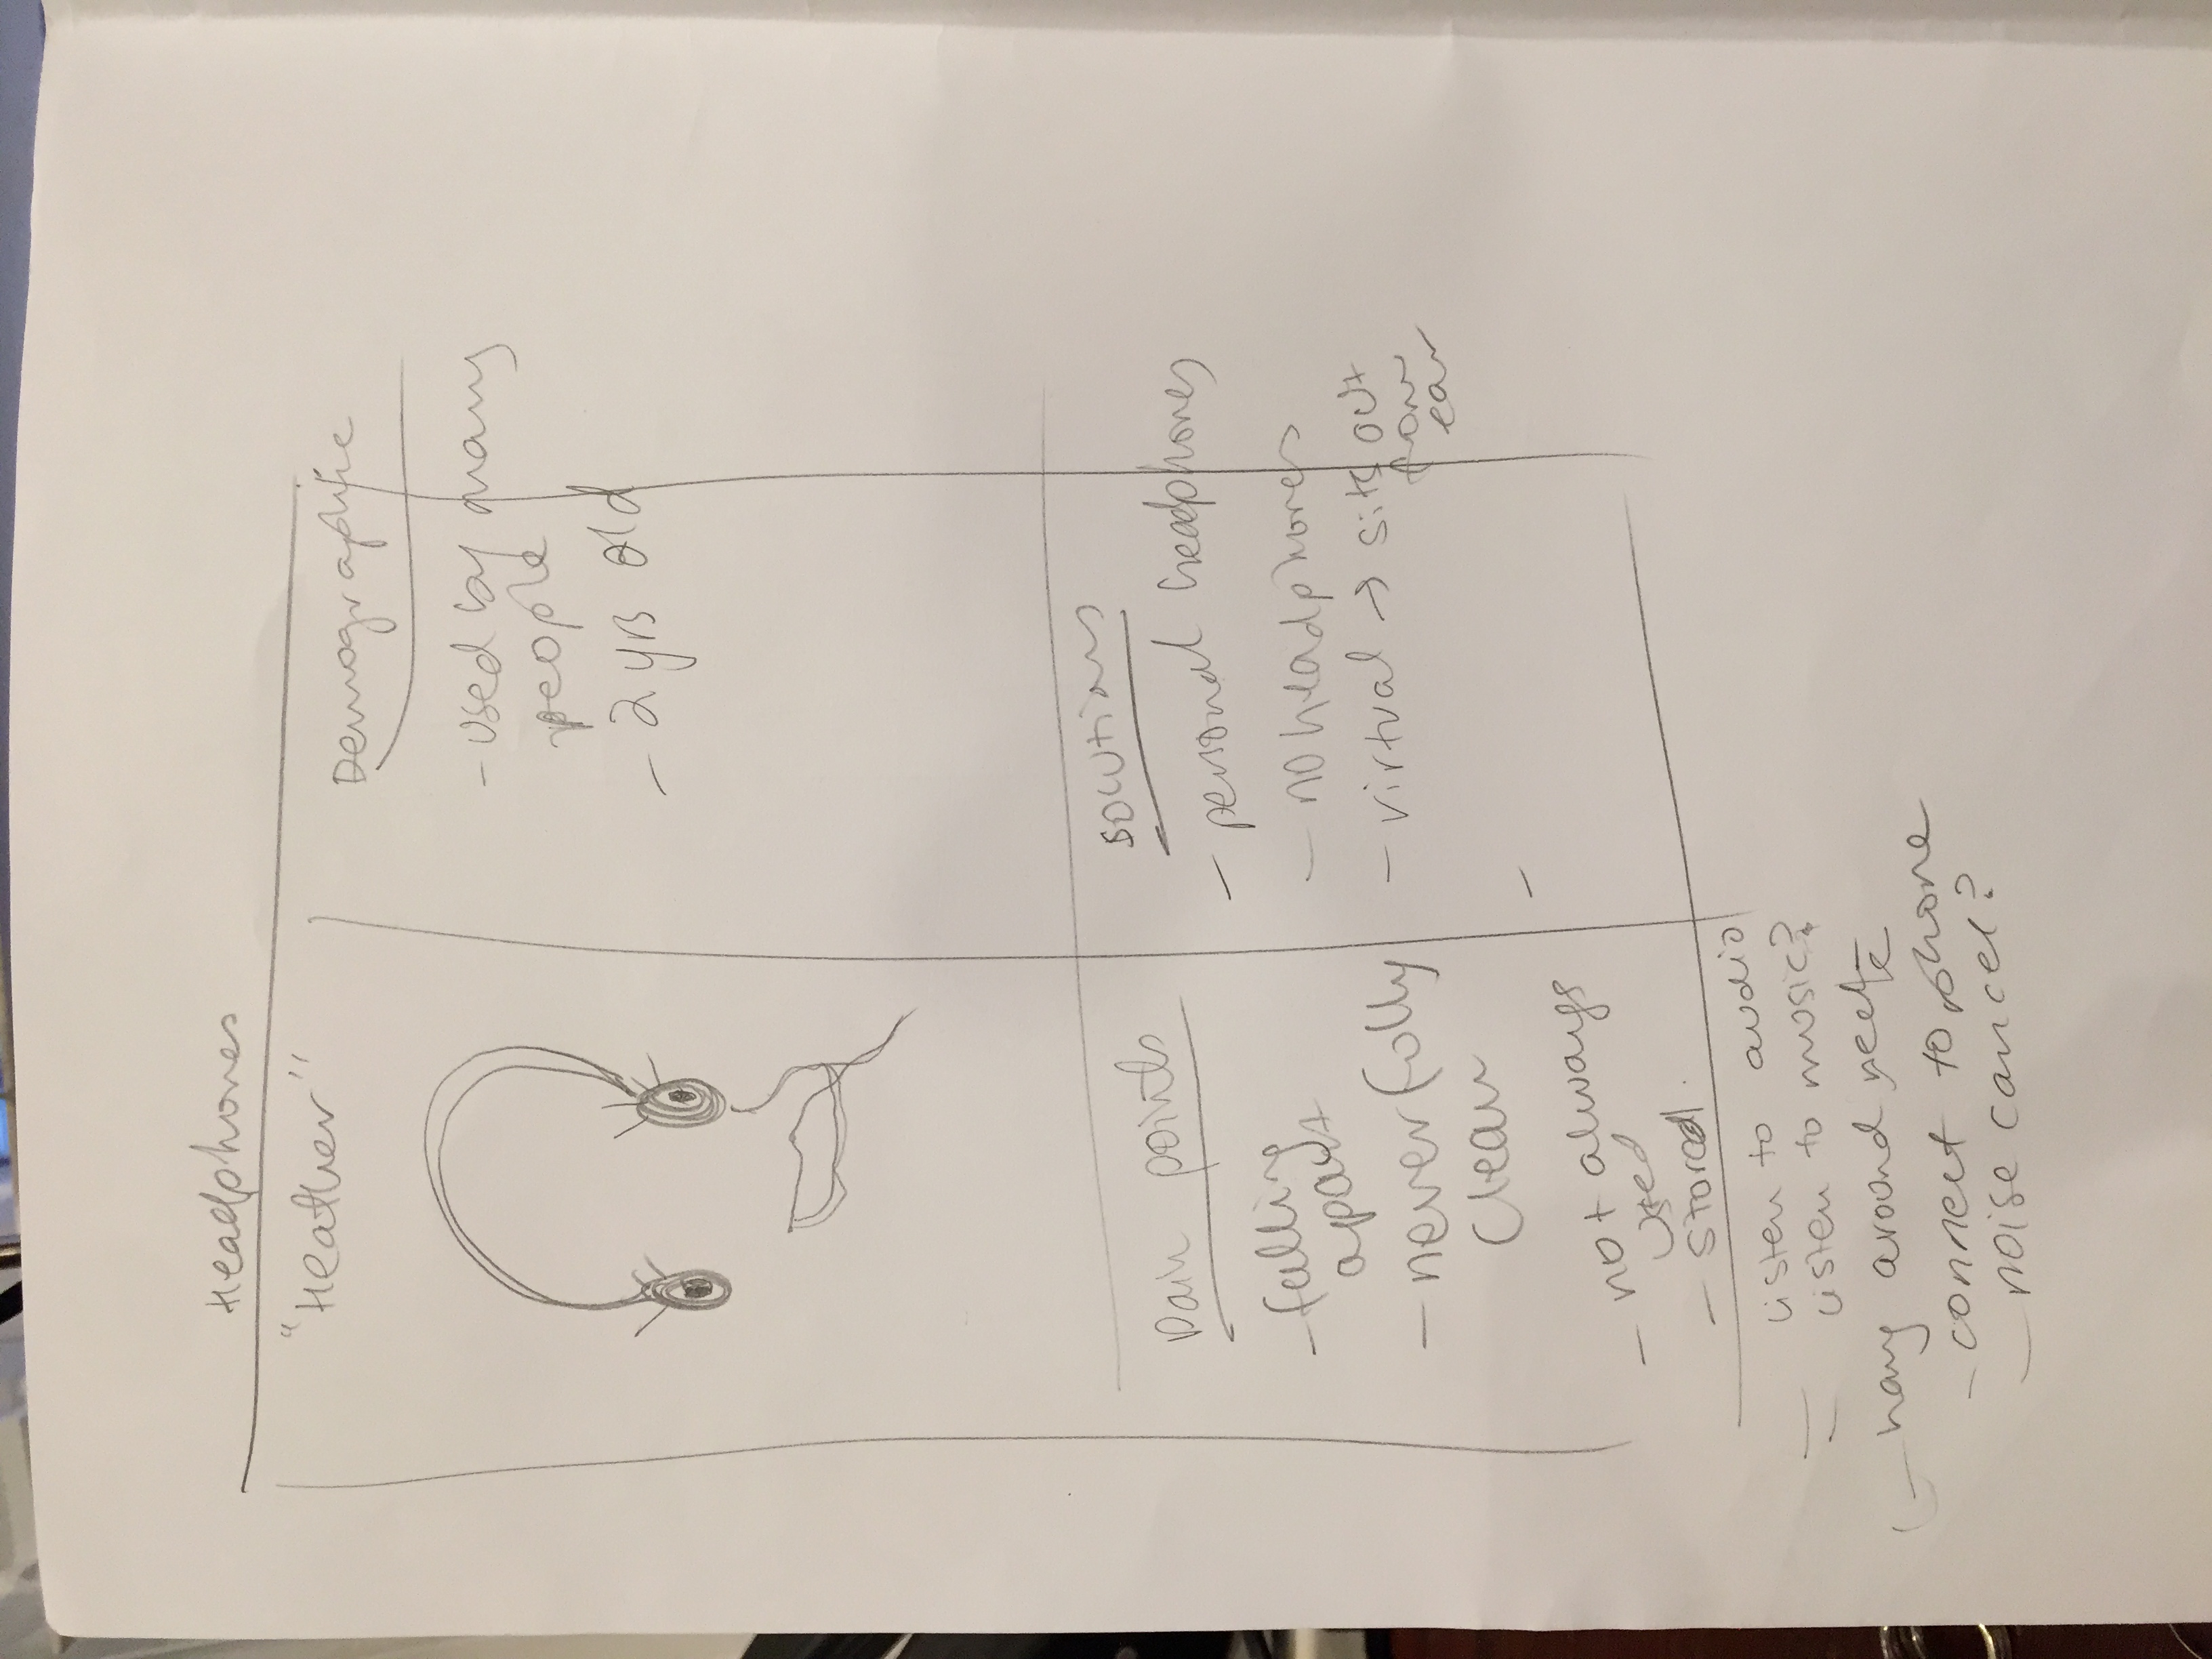 Headphones
"Heather"
Demographic
- used by many
people
- 2 yrs old
Pain points
- falling
apart
- never fully
clean
- not always
used
- stored.
Solutions
- personal headphones
- no headphones
- virtual → sits out
from
ear
-
- listen to audio
- listen to music?
- hang around neck
- connect to phone
- noise cancel?